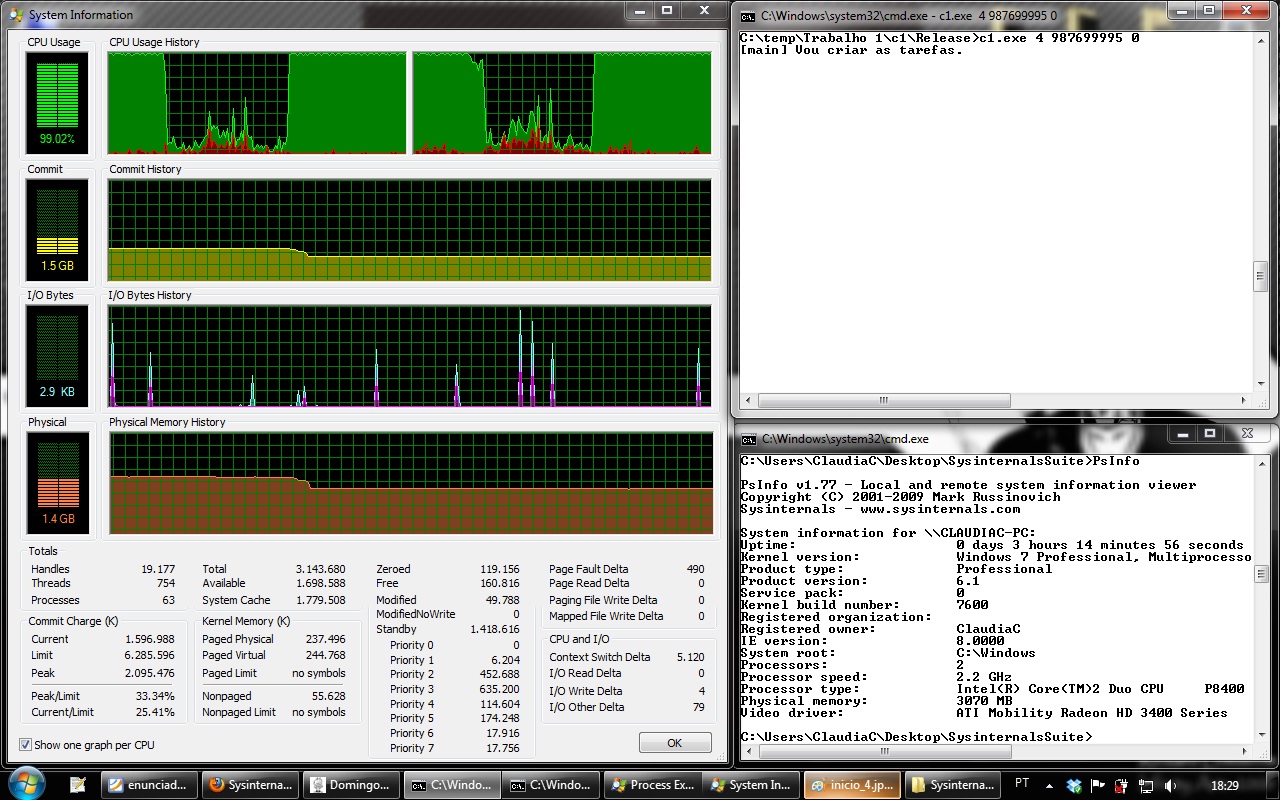 System Information
CPU Usage
CPU Usage History
99.02%
Commit
Commit History
1.5 GB
I/O Bytes
I/O Bytes History
2.9 KB
Physical
Physical Memory History
1.4 GB
Totals
Handles 19.177
Threads 754
Processes 63
Commit Charge (K)
Current 1.596.988
Limit 6.285.596
Peak 2.095.476
Peak/Limit 33.34%
Current/Limit 25.41%
Physical Memory (K)
Total 3.143.680
Available 1.698.588
System Cache 1.779.508
Kernel Memory (K)
Paged Physical 237.496
Paged Virtual 244.768
Paged Limit no symbols
Nonpaged 55.628
Nonpaged Limit no symbols
Zeroed 119.156
Free 160.816
Modified 49.788
ModifiedNoWrite 0
Standby 1.418.616
Priority 0 0
Priority 1 6.204
Priority 2 452.688
Priority 3 635.200
Priority 4 114.604
Priority 5 174.248
Priority 6 17.916
Priority 7 17.756
Page Fault Delta 490
Page Read Delta 0
Paging File Write Delta 0
Mapped File Write Delta 0
CPU and I/O
Context Switch Delta 5.120
I/O Read Delta 0
I/O Write Delta 4
I/O Other Delta 79
Show one graph per CPU
OK
C:\Windows\system32\cmd.exe - c1.exe 4 987699995 0
C:\temp\Trabalho 1\c1\Release>c1.exe 4 987699995 0
[main] Vou criar as tarefas.
C:\Windows\system32\cmd.exe
C:\Users\ClaudiaC\Desktop\SysinternalsSuite>PsInfo
PsInfo v1.77 - Local and remote system information viewer
Copyright (C) 2001-2009 Mark Russinovich
Sysinternals - www.sysinternals.com
System information for \\CLAUDIAC-PC:
Uptime: 0 days 3 hours 14 minutes 56 seconds
Kernel version: Windows 7 Professional, Multiprocesso
Product type: Professional
Product version: 6.1
Service pack: 0
Kernel build number: 7600
Registered organization:
Registered owner: ClaudiaC
IE version: 8.0000
System root: C:\Windows
Processors: 2
Processor speed: 2.2 GHz
Processor type: Intel(R) Core(TM)2 Duo CPU P8400
Physical memory: 3070 MB
Video driver: ATI Mobility Radeon HD 3400 Series
C:\Users\ClaudiaC\Desktop\SysinternalsSuite>
enunciad...
Sysinterna...
Domingo...
C:\Windo...
C:\Windo...
Process Ex...
System In...
inicio_4.jp...
Sysinterna...
PT
18:29